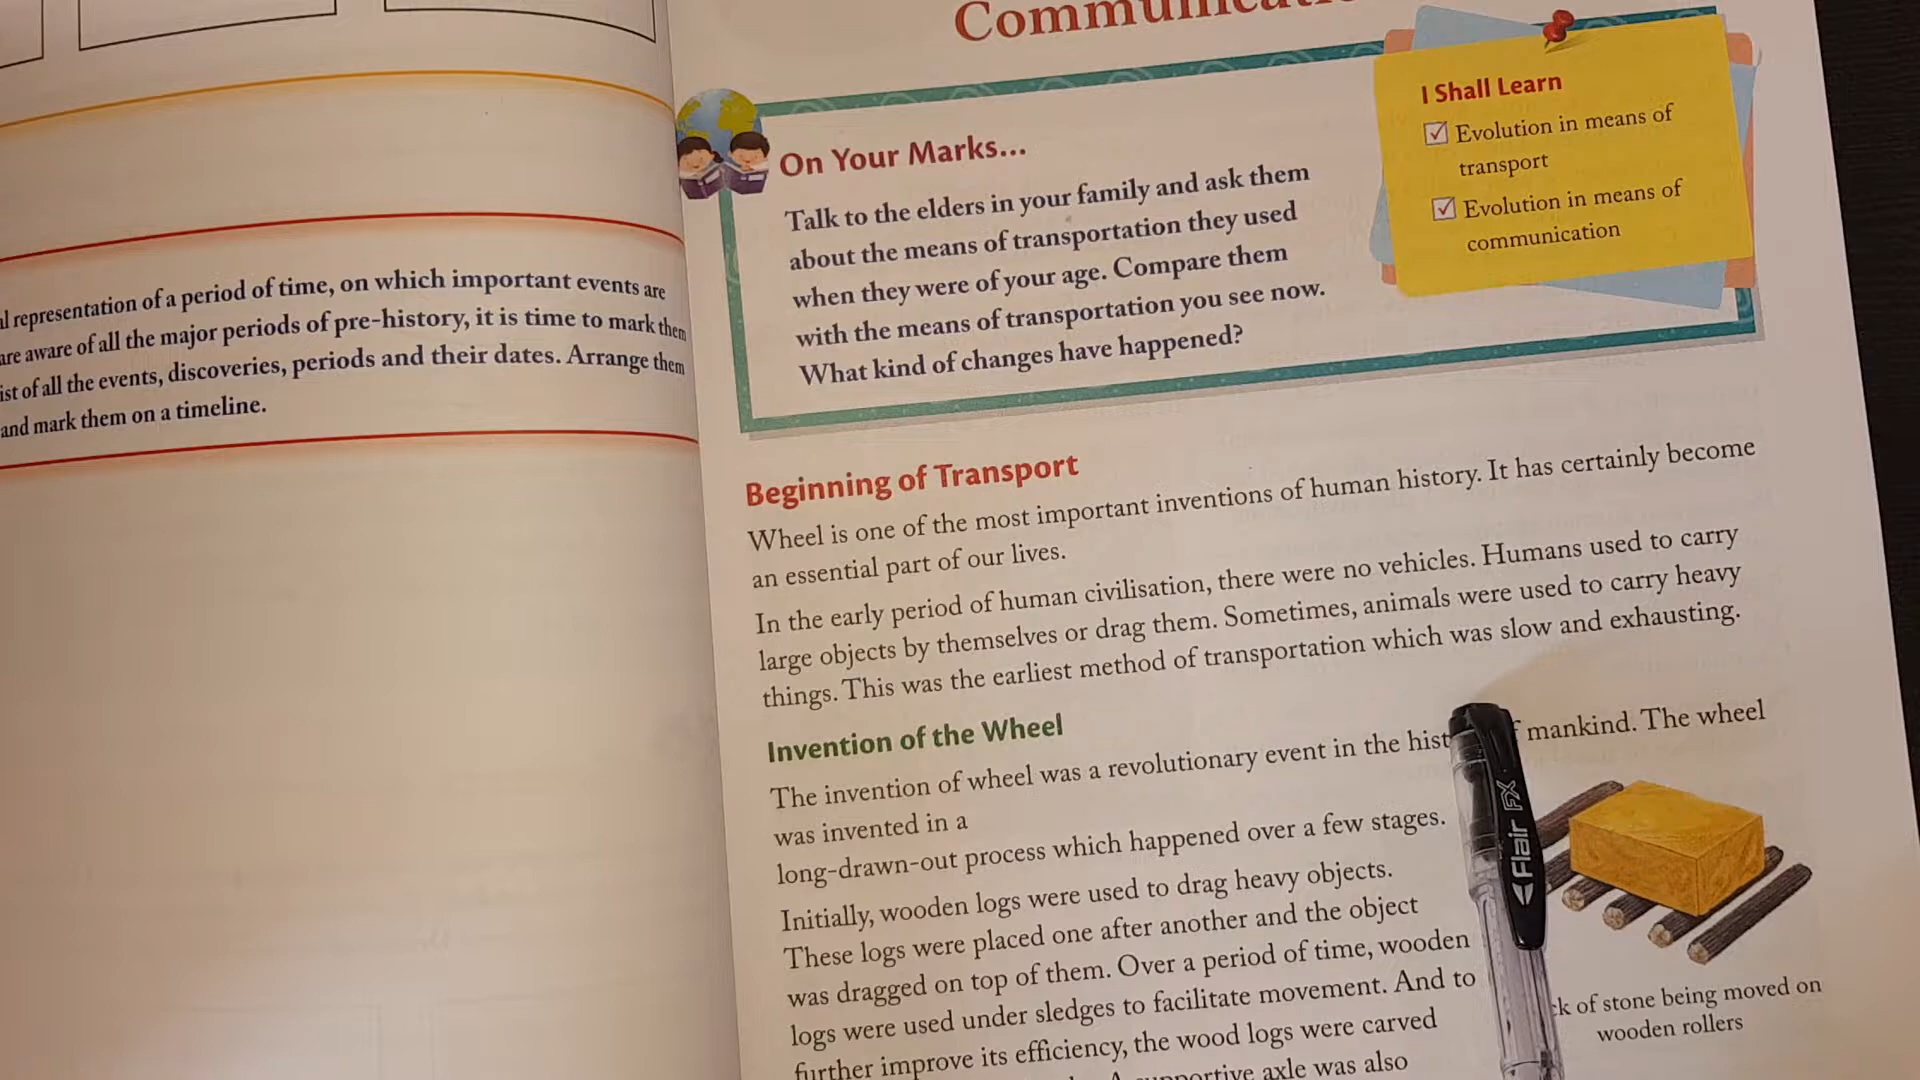 representation of a period of time, on which important events are
are aware of all the major periods of pre-history, it is time to mark them
of all the events, discoveries, periods and their dates. Arrange them
and mark them on a timeline.
On Your Marks...
Talk to the elders in your family and ask them
about the means of transportation they used
when they were of your age. Compare them
with the means of transportation you see now.
What kind of changes have happened?
I Shall Learn
Evolution in means of
transport
Evolution in means of
communication
Beginning of Transport
Wheel is one of the most important inventions of human history. It has certainly become
an essential part of our lives.
In the early period of human civilisation, there were no vehicles. Humans used to carry
large objects by themselves or drag them. Sometimes, animals were used to carry heavy
things. This was the earliest method of transportation which was slow and exhausting.
Invention of the Wheel
The invention of wheel was a revolutionary event in the mankind. The wheel
was invented in a
long-drawn-out process which happened over a few stages.
Initially, wooden logs were used to drag heavy objects.
These logs were placed one after another and the object
was dragged on top of them. Over a period of time, wooden
logs were used under sledges to facilitate movement. And to
further improve its efficiency, the wood logs were carved
axle was also
of stone being moved on
wooden rollers
Flair FX